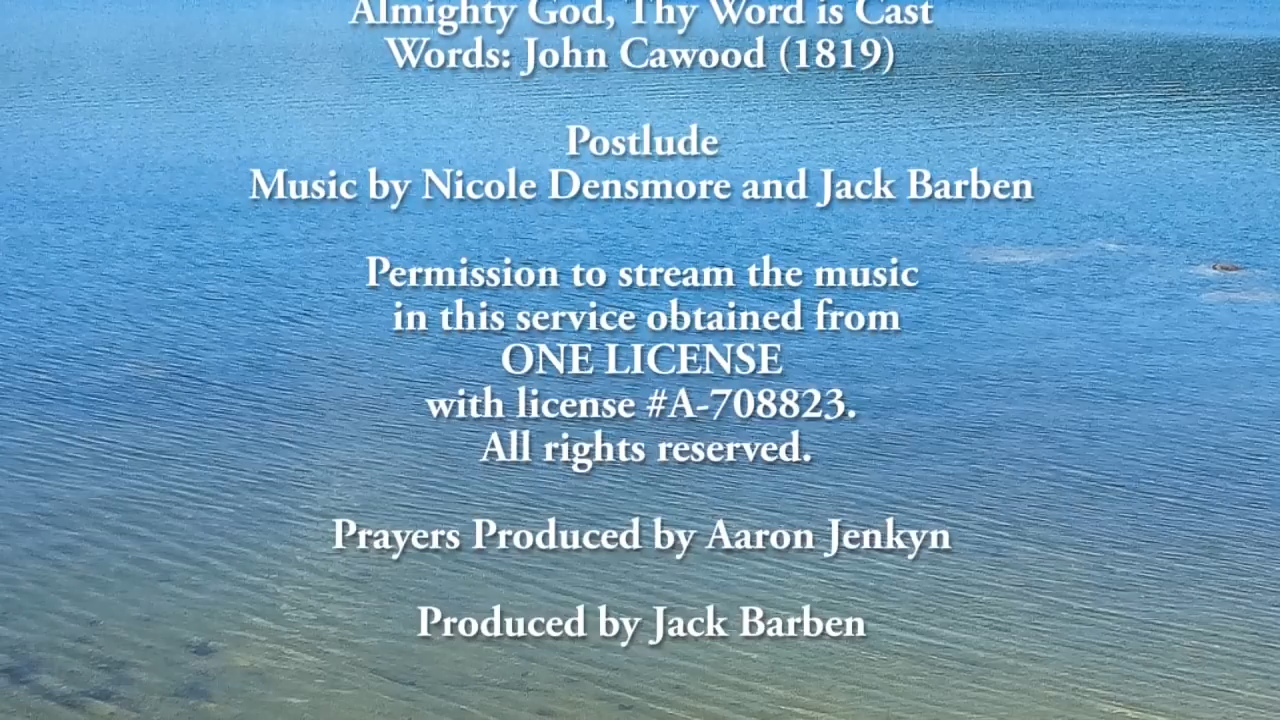 Almighty God, Thy Word is Cast
Words: John Cawood (1819)
Postlude
Music by Nicole Densmore and Jack Barben
Permission to stream the music
in this service obtained from
ONE LICENSE
with license #A-708823.
All rights reserved.
Prayers Produced by Aaron Jenkyn
Produced by Jack Barben